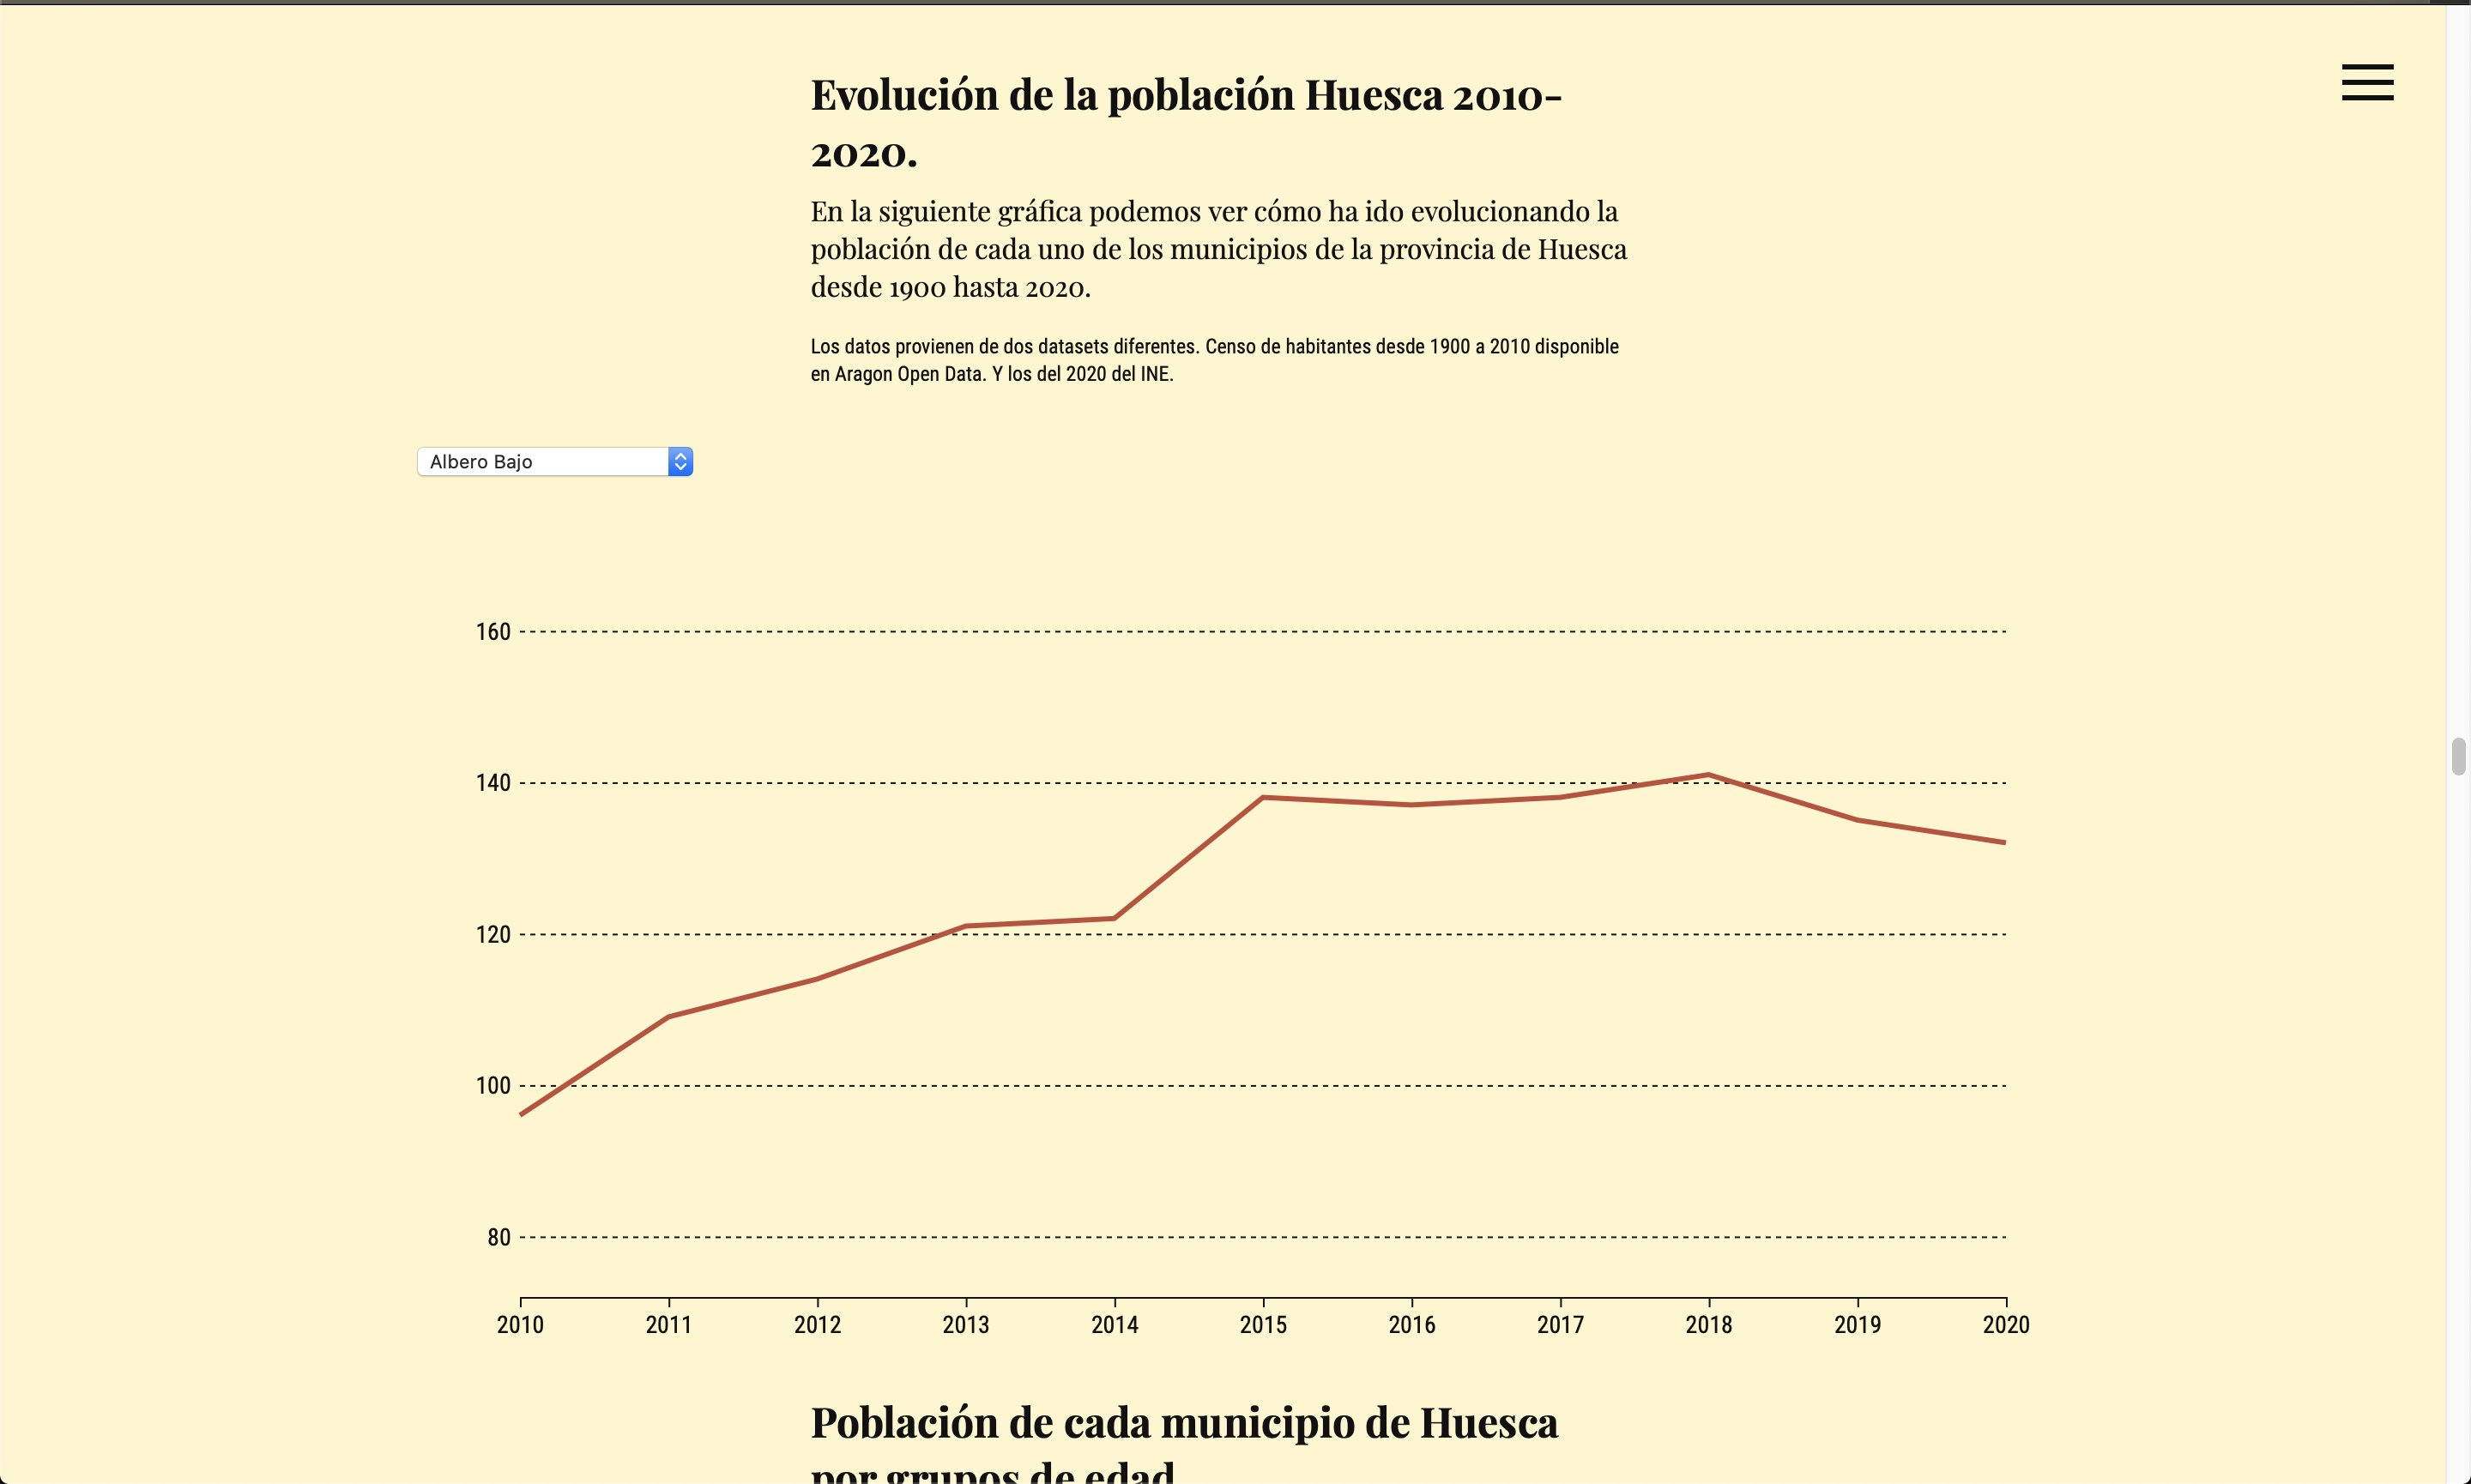 Evolución de la población Huesca 2010-
2020.
En la siguiente gráfica podemos ver cómo ha ido evolucionando la
población de cada uno de los municipios de la provincia de Huesca
desde 1900 hasta 2020.
Los datos provienen de dos datasets diferentes. Censo de habitantes desde 1900 a 2010 disponible
en Aragon Open Data. Y los del 2020 del INE.
Albero Bajo
160
140
120
100
80
2010 2011 2012 2013 2014 2015 2016 2017 2018 2019 2020
Población de cada municipio de Huesca
por grupos de edad